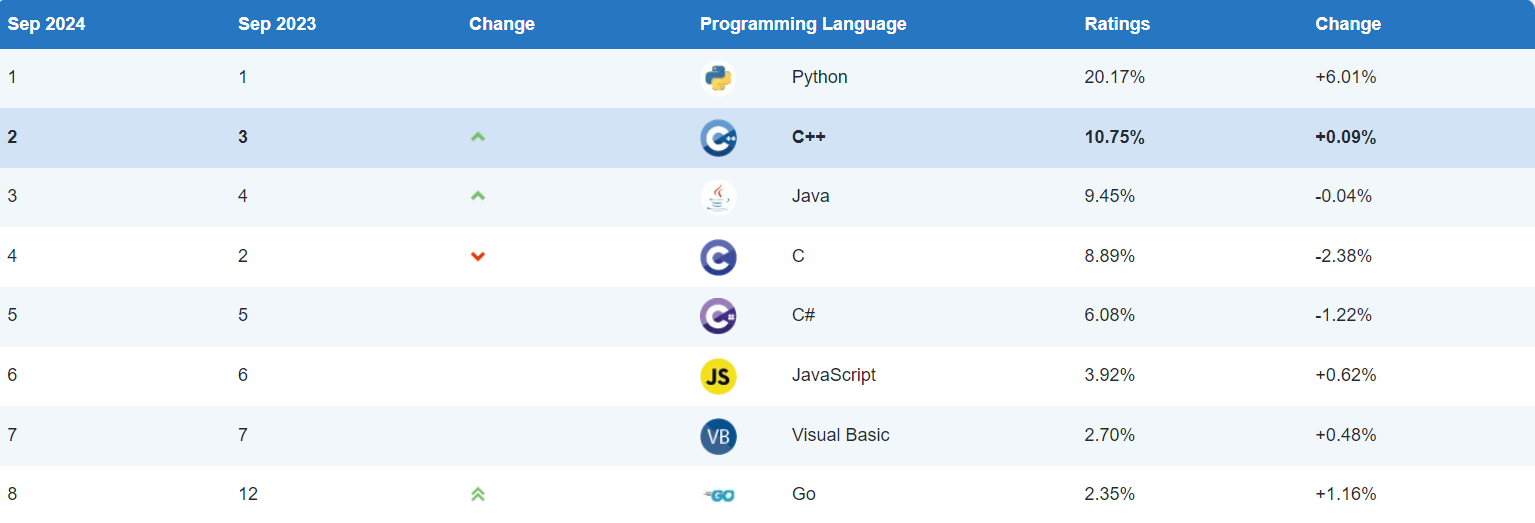 Sep 2024 Sep 2023 Change Programming Language Ratings Change
1 1 Python 20.17% +6.01%
2 3 C++ 10.75% +0.09%
3 4 Java 9.45% -0.04%
4 2 C 8.89% -2.38%
5 5 C# 6.08% -1.22%
6 6 JS JavaScript 3.92% +0.62%
7 7 VB Visual Basic 2.70% +0.48%
8 12 GO Go 2.35% +1.16%